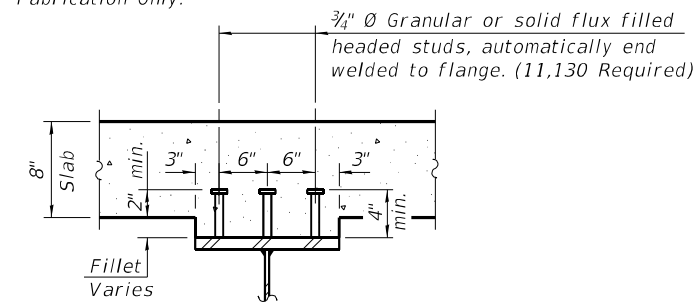 Fabrication Only.
¾" Ø Granular or solid flux filled
headed studs, automatically end
welded to flange. (11,130 Required)
8"
Slab
2" min.
3"
6"
6"
3"
4"
min.
Fillet
Varies